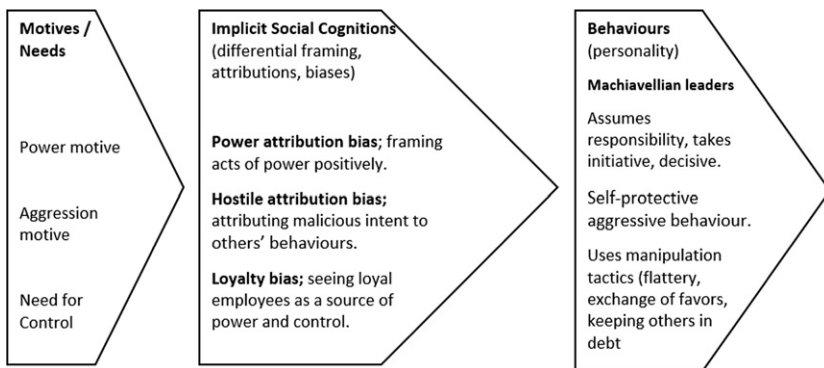 Motives /
Needs
Power motive
Aggression
motive
Need for
Control
Implicit Social Cognitions
(differential framing,
attributions, biases)
Power attribution bias; framing
acts of power positively.
Hostile attribution bias;
attributing malicious intent to
others’ behaviours.
Loyalty bias; seeing loyal
employees as a source of
power and control.
Behaviours
(personality)
Machiavellian leaders
Assumes
responsibility, takes
initiative, decisive.
Self-protective
aggressive behaviour.
Uses manipulation
tactics (flattery,
exchange of favors,
keeping others in
debt